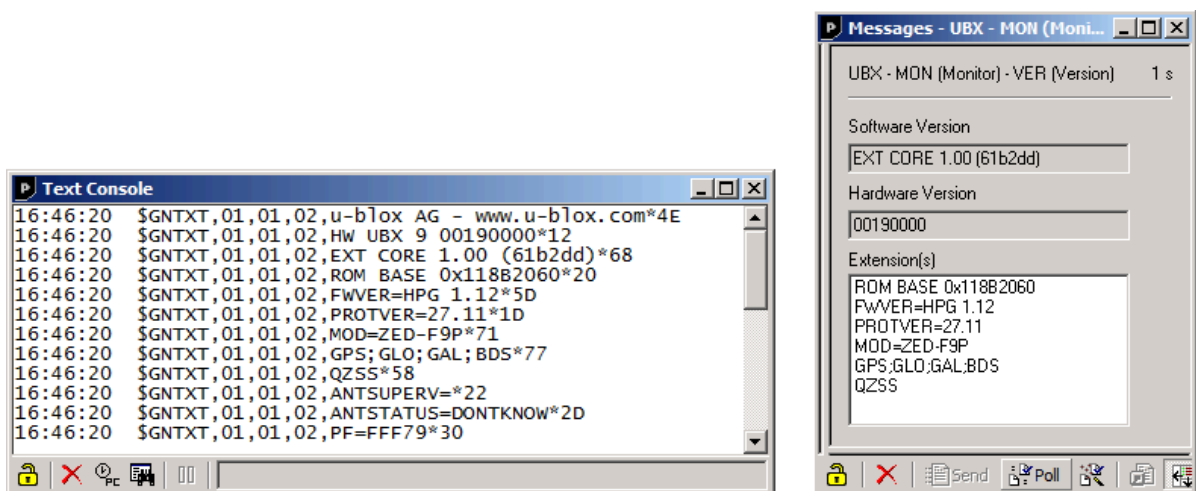 Text Console
16:46:20 $GNTXT,01,01,02,u-blox AG - www.u-blox.com*4E
16:46:20 $GNTXT,01,01,02,HW UBX 9 00190000*12
16:46:20 $GNTXT,01,01,02,EXT CORE 1.00 (61b2dd)*68
16:46:20 $GNTXT,01,01,02,ROM BASE 0x118B2060*20
16:46:20 $GNTXT,01,01,02,FWVER=HPG 1.12*5D
16:46:20 $GNTXT,01,01,02,PROTVER=27.11*1D
16:46:20 $GNTXT,01,01,02,MOD=ZED-F9P*71
16:46:20 $GNTXT,01,01,02,GPS;GLO;GAL;BDS*77
16:46:20 $GNTXT,01,01,02,QZSS*58
16:46:20 $GNTXT,01,01,02,ANTSUPERV=*22
16:46:20 $GNTXT,01,01,02,ANTSTATUS=DONTKNOW*2D
16:46:20 $GNTXT,01,01,02,PF=FFF79*30
PC
Messages - UBX - MON (Moni...
UBX - MON (Monitor) - VER (Version) 1 s
Software Version
EXT CORE 1.00 (61b2dd)
Hardware Version
00190000
Extension(s)
ROM BASE 0x118B2060
FWVER=HPG 1.12
PROTVER=27.11
MOD=ZED-F9P
GPS;GLO;GAL;BDS
QZSS
Send Poll